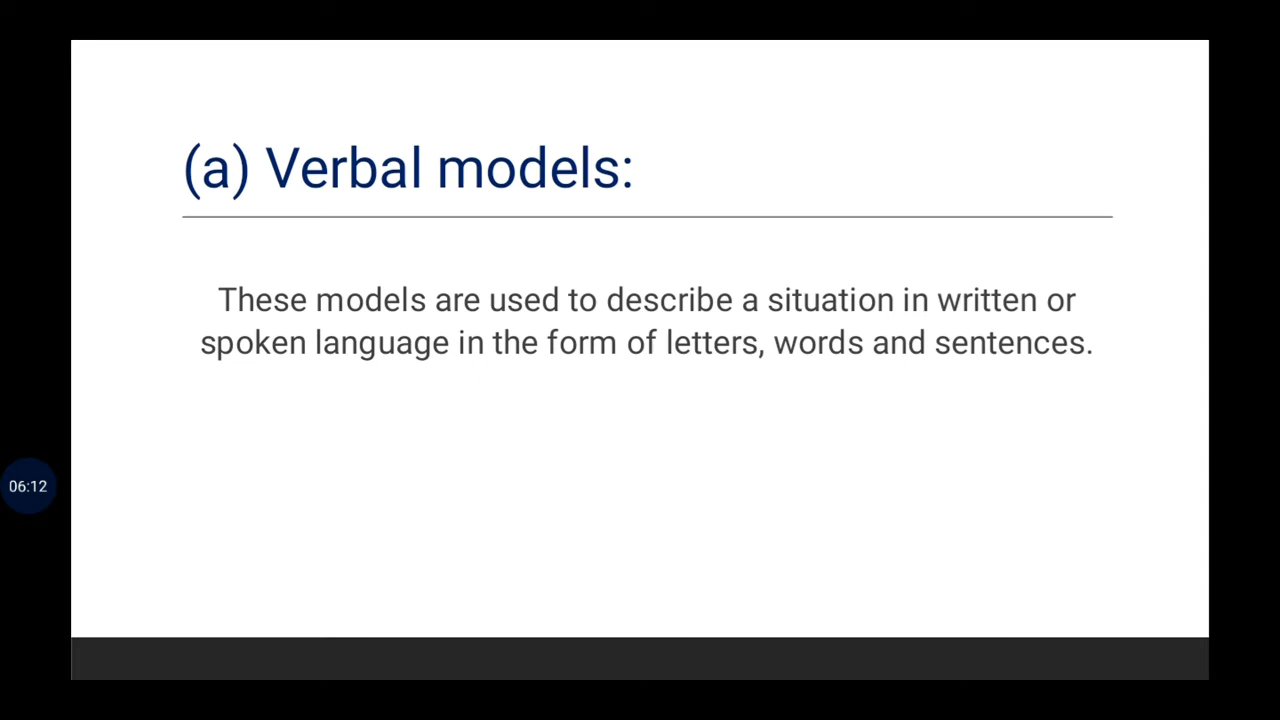 (a) Verbal models:
These models are used to describe a situation in written or
spoken language in the form of letters, words and sentences.
06:12